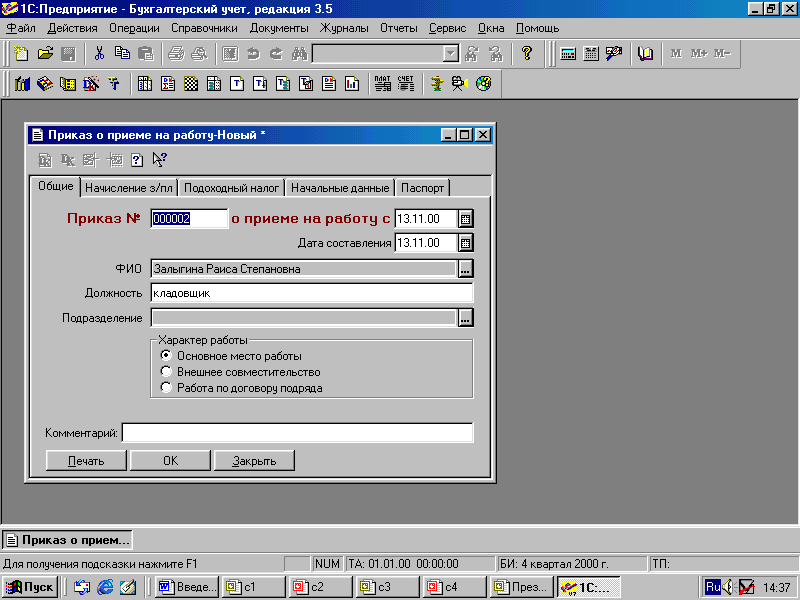 1С:Предприятие - Бухгалтерский учет, редакция 3.5
Файл Действия Операции Справочники Документы Журналы Отчеты Сервис Окна Помощь
M M+ M-
ПЛАТ СЧЕТ
Приказ о приеме на работу-Новый *
Общие Начисление з/пл Подоходный налог Начальные данные Паспорт
Приказ № 000002 о приеме на работу с 13.11.00
Дата составления 13.11.00
ФИО Залыгина Раиса Степановна ...
Должность кладовщик
Подразделение ...
Характер работы
Основное место работы
Внешнее совместительство
Работа по договору подряда
Комментарий:
Печать OK Закрыть
Приказ о прием...
Для получения подсказки нажмите F1 NUM TA: 01.01.00 00:00:00 БИ: 4 квартал 2000 г. ТП:
Пуск Введе... c1 c2 c3 c4 През... 1С:... Ru 14:37